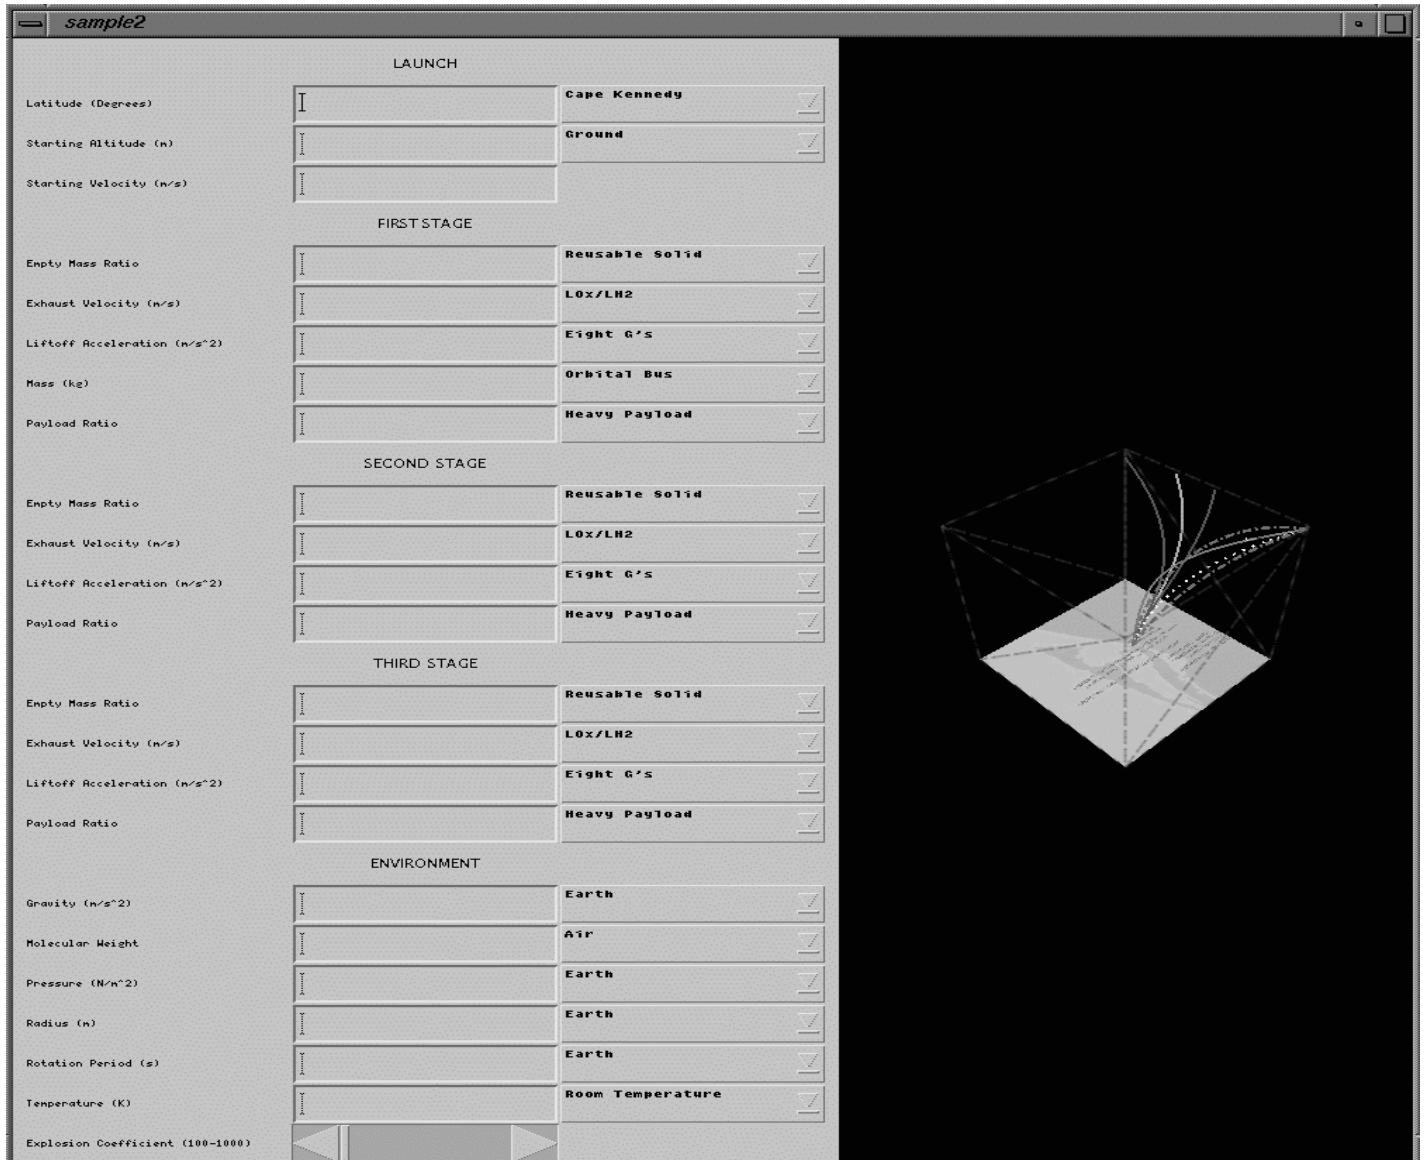 sample2
LAUNCH
Latitude (Degrees) Cape Kennedy
Starting Altitude (m) Ground
Starting Velocity (m/s)
FIRST STAGE
Empty Mass Ratio Reusable Solid
Exhaust Velocity (m/s) LOx/LH2
Liftoff Acceleration (m/s^2) Eight G's
Mass (kg) Orbital Bus
Payload Ratio Heavy Payload
SECOND STAGE
Empty Mass Ratio Reusable Solid
Exhaust Velocity (m/s) LOx/LH2
Liftoff Acceleration (m/s^2) Eight G's
Payload Ratio Heavy Payload
THIRD STAGE
Empty Mass Ratio Reusable Solid
Exhaust Velocity (m/s) LOx/LH2
Liftoff Acceleration (m/s^2) Eight G's
Payload Ratio Heavy Payload
ENVIRONMENT
Gravity (m/s^2) Earth
Molecular Weight Air
Pressure (N/m^2) Earth
Radius (m) Earth
Rotation Period (s) Earth
Temperature (K) Room Temperature
Explosion Coefficient (100-1000)